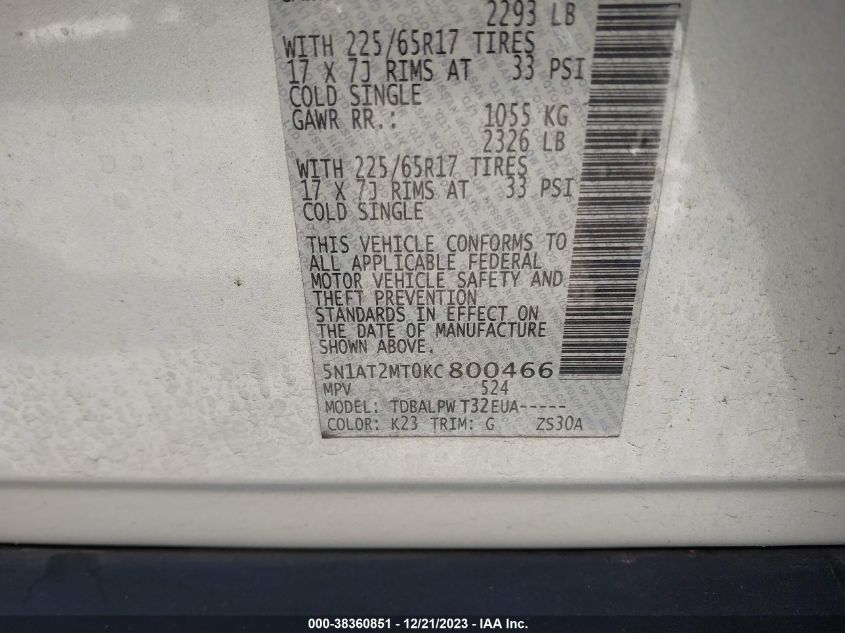 2293 LB
WITH 225/65R17 TIRES
17 X 7J RIMS AT 33 PSI
COLD SINGLE
GAWR RR.: 1055 KG
2326 LB
WITH 225/65R17 TIRES
17 X 7J RIMS AT 33 PSI
COLD SINGLE
THIS VEHICLE CONFORMS TO
ALL APPLICABLE FEDERAL
MOTOR VEHICLE SAFETY AND
THEFT PREVENTION
STANDARDS IN EFFECT ON
THE DATE OF MANUFACTURE
SHOWN ABOVE.
5N1AT2MT0KC800466
MPV 524
MODEL: TDBALPW T32EUA-----
COLOR: K23 TRIM: G ZS30A
000-38360851 - 12/21/2023 - IAAI Inc.